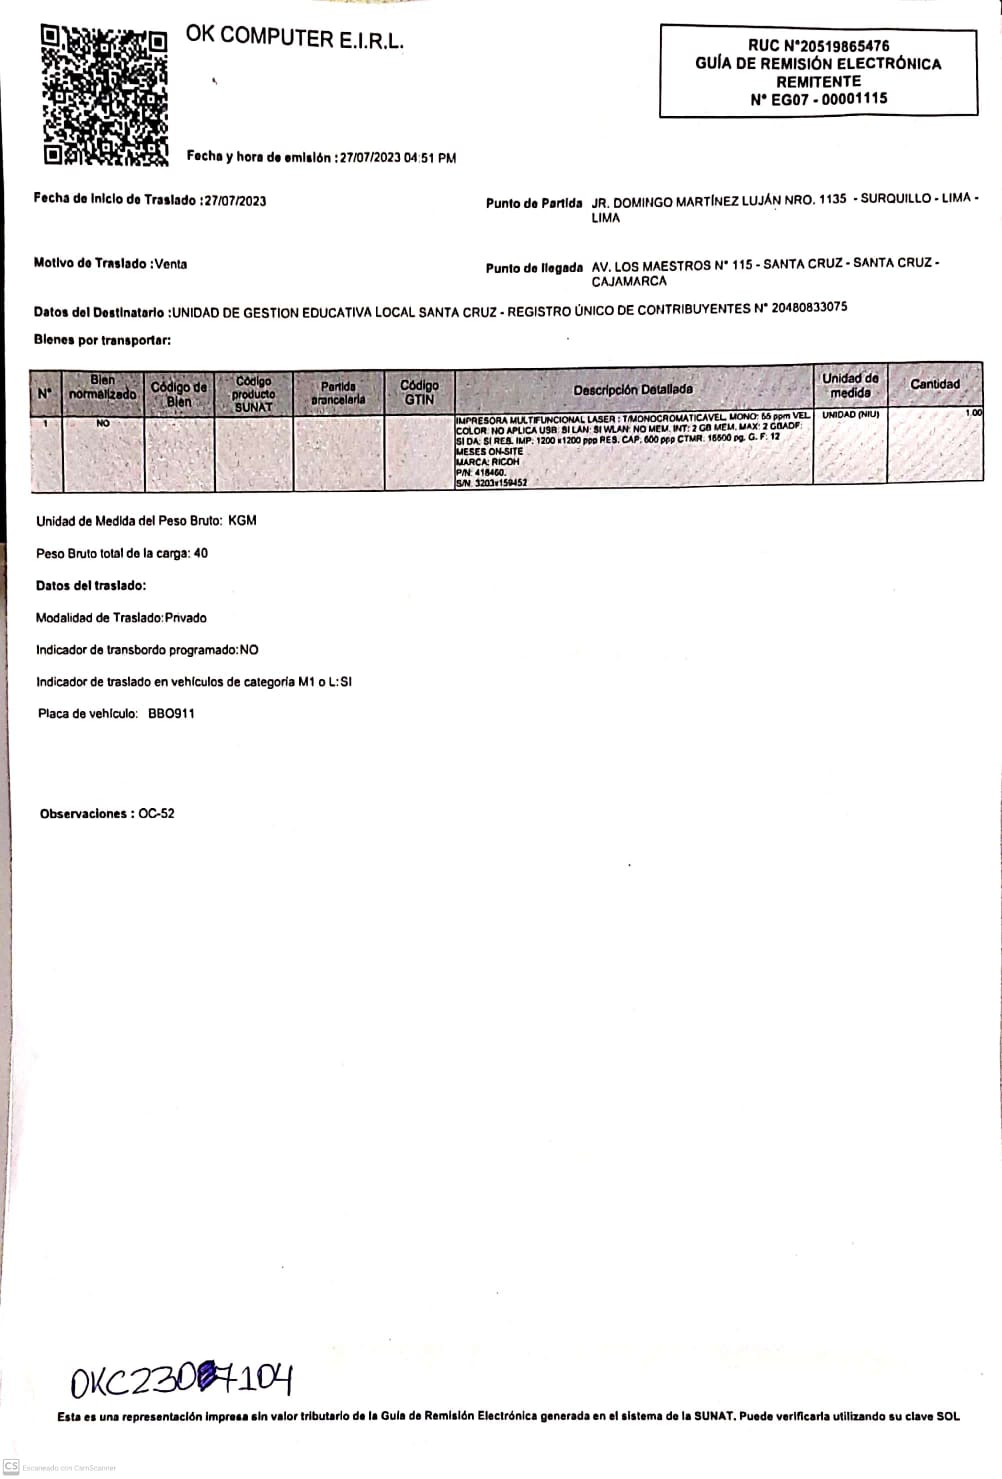 OK COMPUTER E.I.R.L.
RUC N°20519865476
GUÍA DE REMISIÓN ELECTRÓNICA
REMITENTE
N° EG07 - 00001115
Fecha y hora de emisión :27/07/2023 04:51 PM
Fecha de Inicio de Traslado :27/07/2023
Punto de Partida JR. DOMINGO MARTÍNEZ LUJÁN NRO. 1135 - SURQUILLO - LIMA -
LIMA
Motivo de Traslado :Venta
Punto de llegada AV. LOS MAESTROS N° 115 - SANTA CRUZ - SANTA CRUZ -
CAJAMARCA
Datos del Destinatario :UNIDAD DE GESTION EDUCATIVA LOCAL SANTA CRUZ - REGISTRO ÚNICO DE CONTRIBUYENTES N° 20480833075
Bienes por transportar:
N° Bien normalizado Código de Bien Código producto SUNAT Partida arancelaria Código GTIN Descripción Detallada Unidad de medida Cantidad
1 NO IMPRESORA MULTIFUNCIONAL LASER : T/MONOCROMATICAVEL. MONO: 55 ppm VEL UNIDAD (NIU) 1.00
COLOR: NO APLICA USB: SI LAN: SI WLAN: NO MEM. INT: 2 GB MEM. MAX: 2 GBADF:
SI DA: SI RES. IMP: 1200 x1200 ppp RES. CAP: 600 ppp CTMR: 16500 pg. G. F: 12
MESES ON-SITE
MARCA: RICOH
P/N: 418460.
S/N. 3203x159452
Unidad de Medida del Peso Bruto: KGM
Peso Bruto total de la carga: 40
Datos del traslado:
Modalidad de Traslado:Privado
Indicador de transbordo programado:NO
Indicador de traslado en vehículos de categoría M1 o L:SI
Placa de vehículo: BBO911
Observaciones : OC-52
OKC2307104
Esta es una representación impresa sin valor tributario de la Guía de Remisión Electrónica generada en el sistema de la SUNAT. Puede verificarla utilizando su clave SOL
CS Escaneado con CamScanner